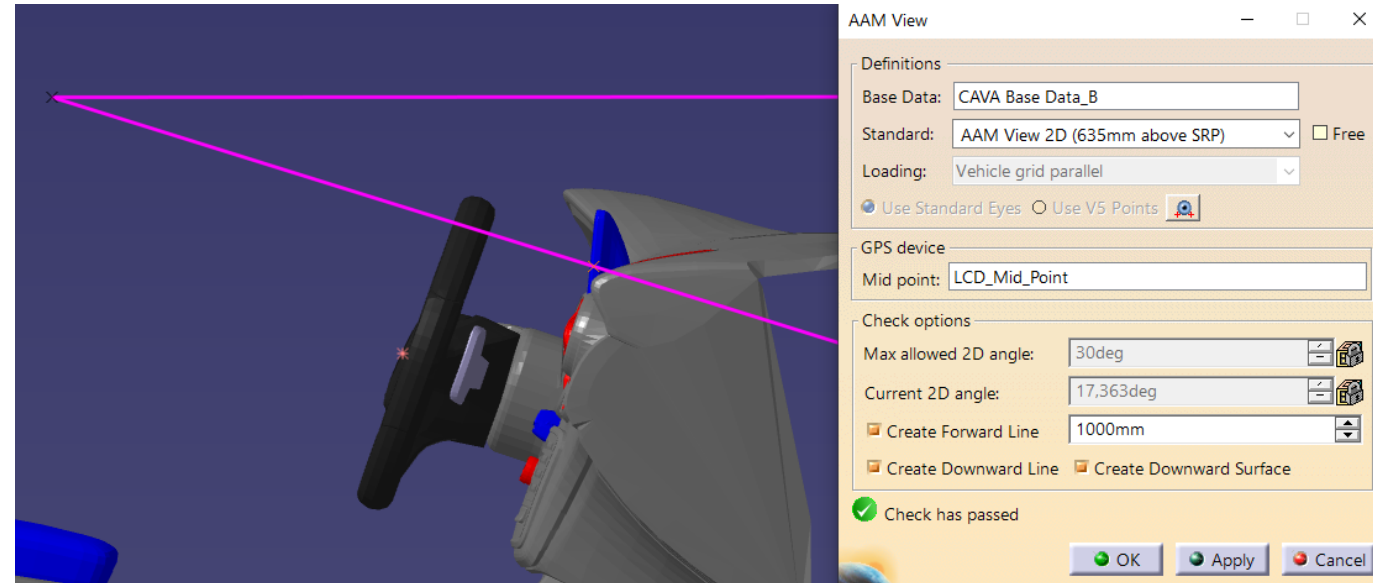 AAM View
Definitions
Base Data: CAVA Base Data_B
Standard: AAM View 2D (635mm above SRP) Free
Loading: Vehicle grid parallel
Use Standard Eyes Use V5 Points
GPS device
Mid point: LCD_Mid_Point
Check options
Max allowed 2D angle: 30deg
Current 2D angle: 17,363deg
Create Forward Line 1000mm
Create Downward Line Create Downward Surface
Check has passed
OK Apply Cancel